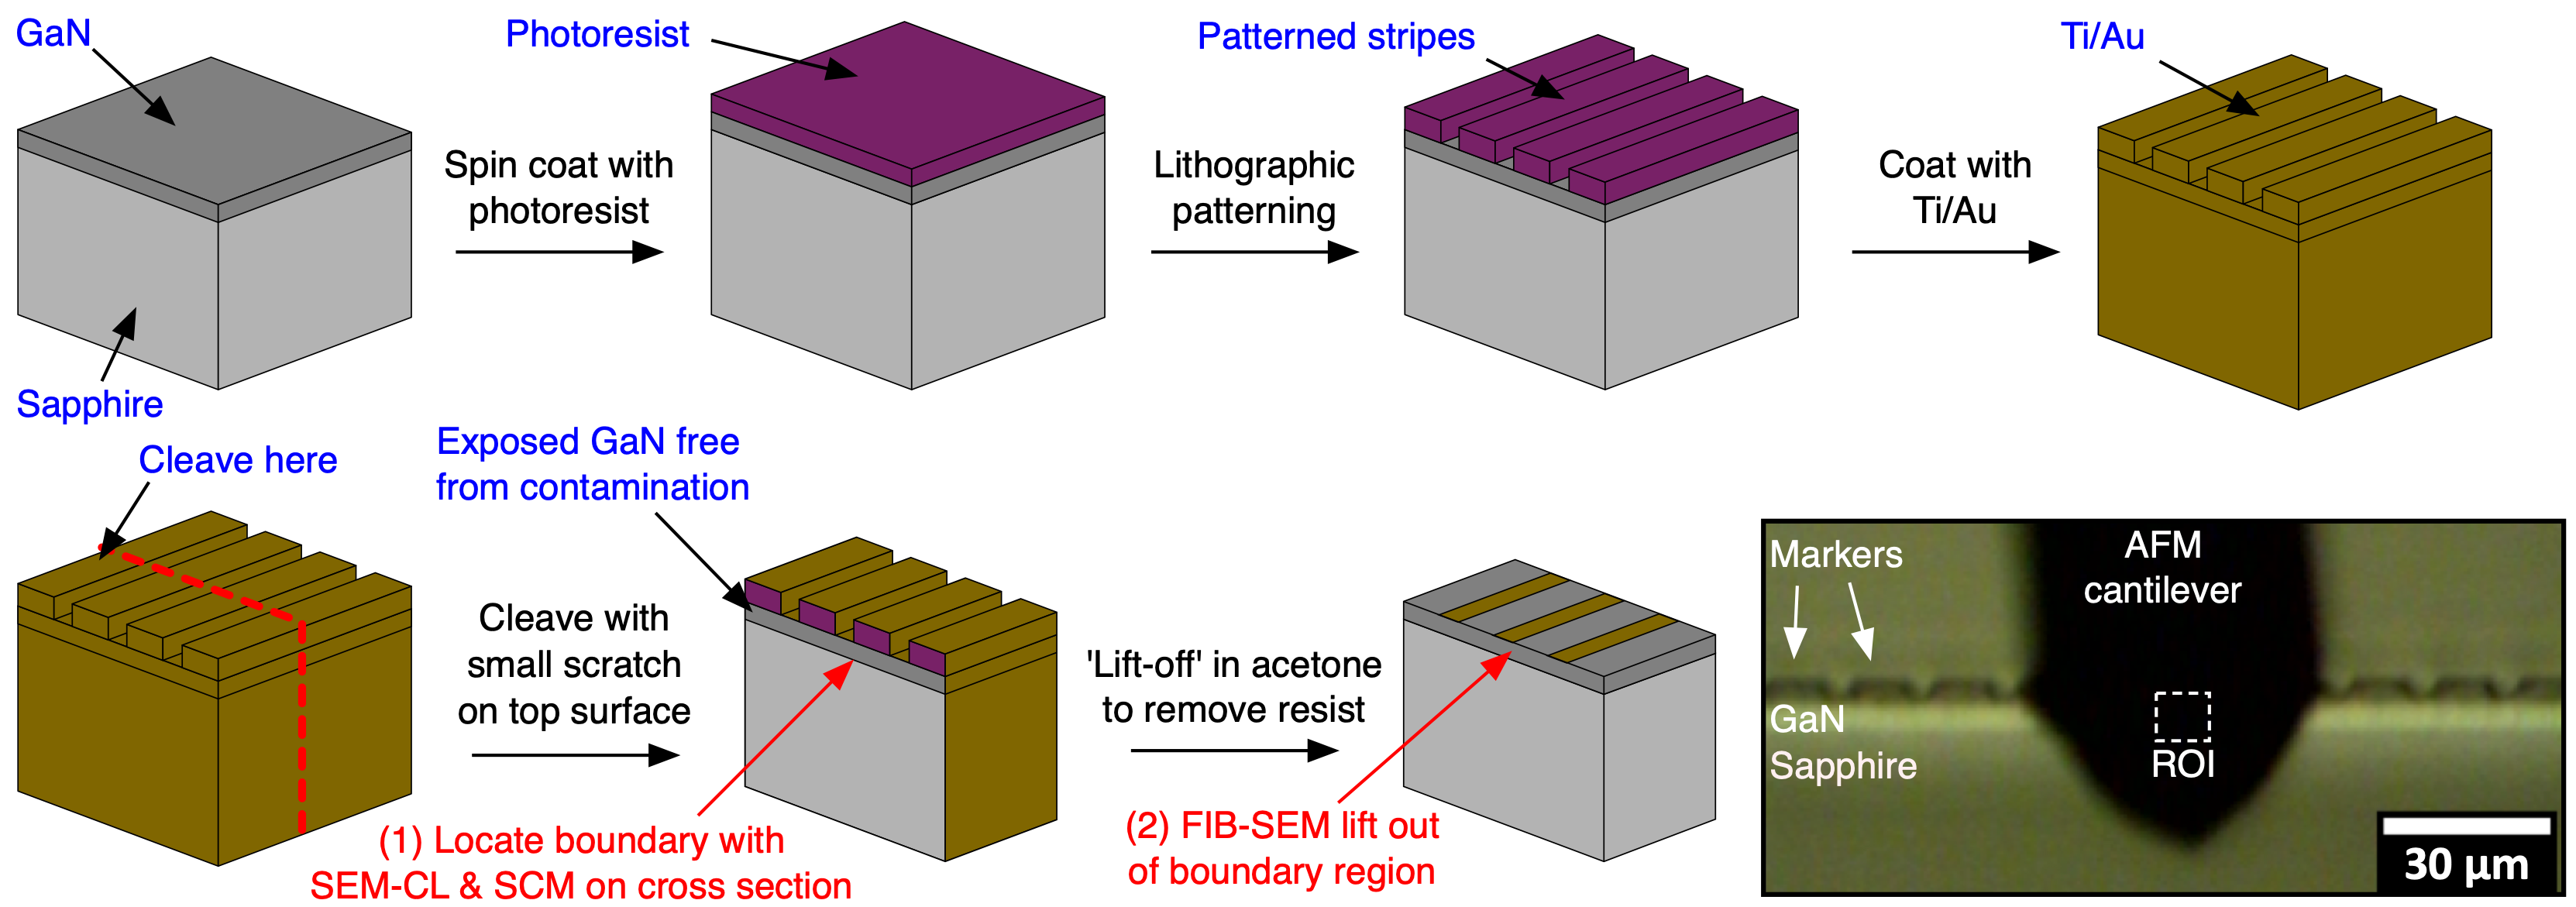 GaN
Sapphire
Spin coat with
photoresist
Photoresist
Lithographic
patterning
Patterned stripes
Coat with
Ti/Au
Ti/Au
Cleave here
Cleave with
small scratch
on top surface
Exposed GaN free
from contamination
(1) Locate boundary with
SEM-CL & SCM on cross section
'Lift-off' in acetone
to remove resist
(2) FIB-SEM lift out
of boundary region
Markers
AFM
cantilever
GaN
Sapphire
ROI
30 µm